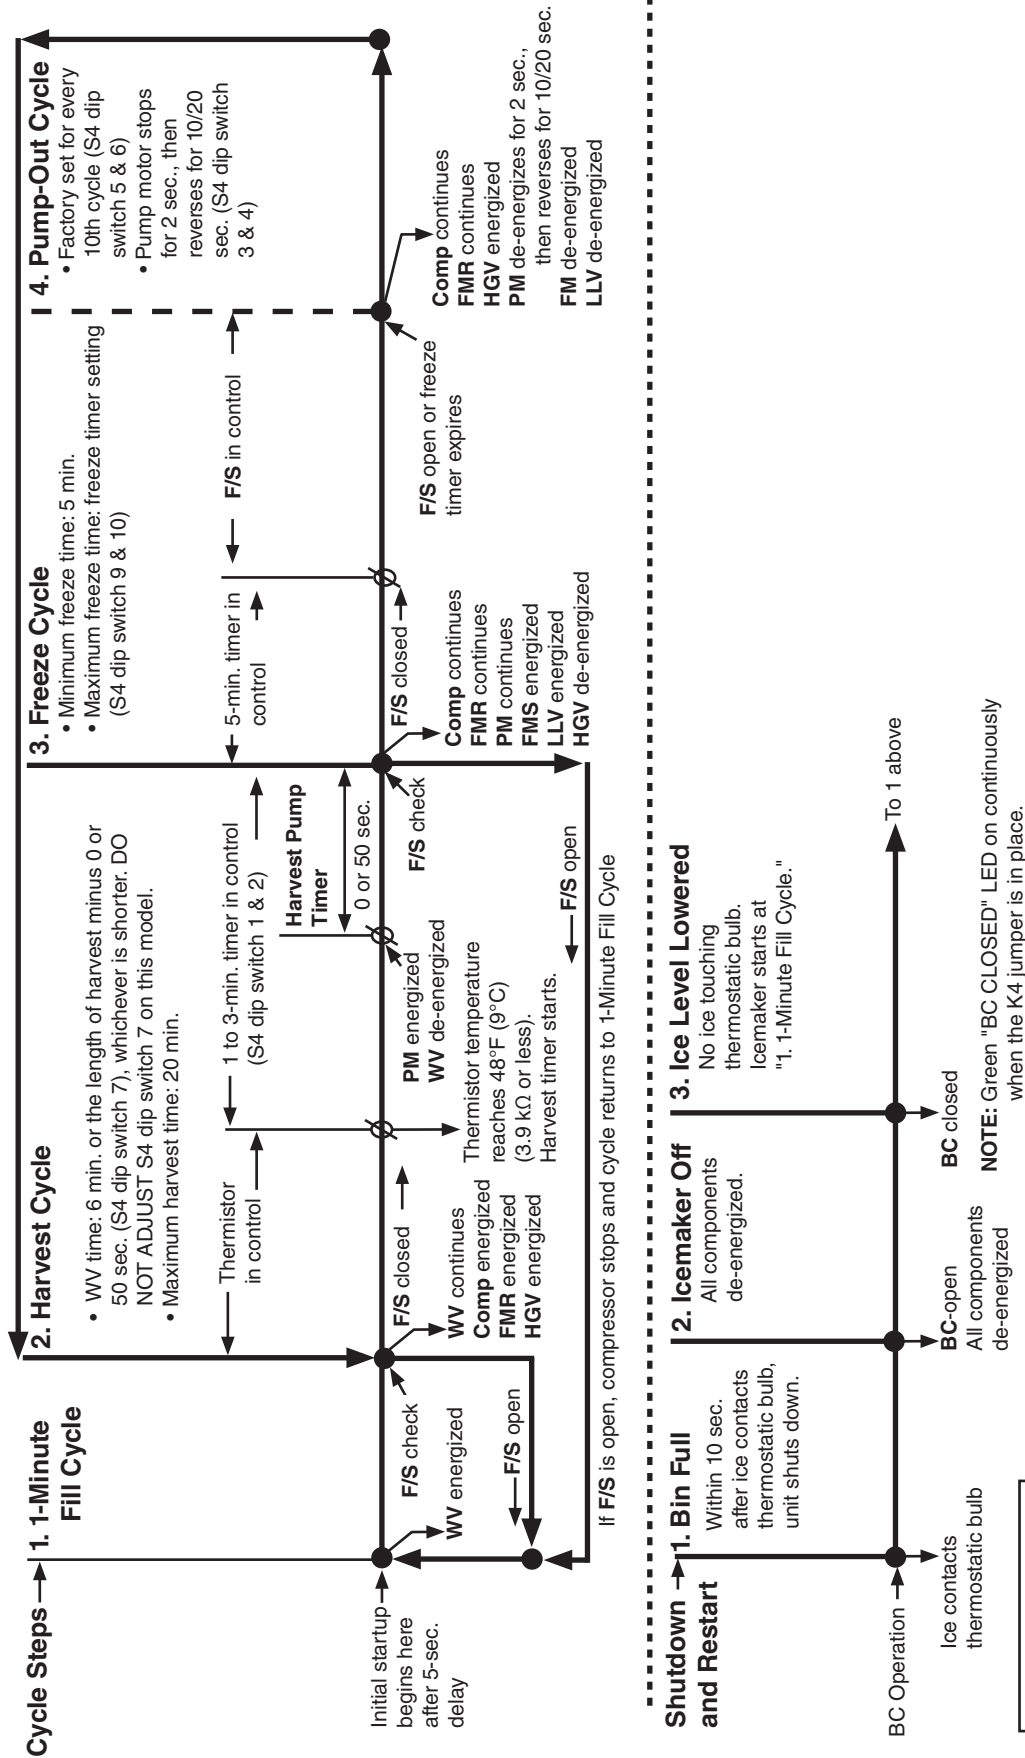 Cycle Steps
1. 1-Minute
Fill Cycle
2. Harvest Cycle
• WV time: 6 min. or the length of harvest minus 0 or
50 sec. (S4 dip switch 7), whichever is shorter. DO
NOT ADJUST S4 dip switch 7 on this model.
• Maximum harvest time: 20 min.
3. Freeze Cycle
• Minimum freeze time: 5 min.
• Maximum freeze time: freeze timer setting
(S4 dip switch 9 & 10)
4. Pump-Out Cycle
• Factory set for every
10th cycle (S4 dip
switch 5 & 6)
• Pump motor stops
for 2 sec., then
reverses for 10/20
sec. (S4 dip switch
3 & 4)
Thermistor
in control
1 to 3-min. timer in control
(S4 dip switch 1 & 2)
Harvest Pump
Timer
0 or 50 sec.
5-min. timer in
control
F/S in control
Initial startup
begins here
after 5-sec.
delay
WV energized
F/S check
F/S open
F/S closed
WV continues
Comp energized
FMR energized
HGV energized
Thermistor temperature
reaches 48°F (9°C)
(3.9 kΩ or less).
Harvest timer starts.
PM energized
WV de-energized
F/S check
F/S open
F/S closed
Comp continues
FMR continues
PM continues
FMS energized
LLV energized
HGV de-energized
F/S open or freeze
timer expires
Comp continues
FMR continues
HGV energized
PM de-energizes for 2 sec.,
then reverses for 10/20 sec.
FM de-energized
LLV de-energized
If F/S is open, compressor stops and cycle returns to 1-Minute Fill Cycle
Shutdown
and Restart
1. Bin Full
Within 10 sec.
after ice contacts
thermostatic bulb,
unit shuts down.
2. Icemaker Off
All components
de-energized.
3. Ice Level Lowered
No ice touching
thermostatic bulb.
Icemaker starts at
"1. 1-Minute Fill Cycle."
BC Operation
To 1 above
Ice contacts
thermostatic bulb
BC-open
All components
de-energized
BC closed
NOTE: Green "BC CLOSED" LED on continuously
when the K4 jumper is in place.